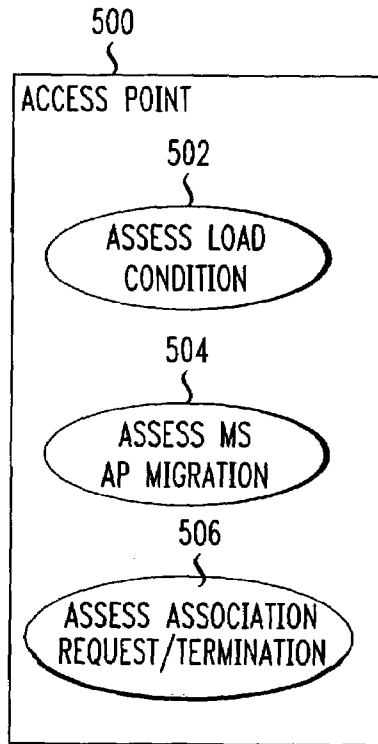 500
ACCESS POINT
502
ASSESS LOAD
CONDITION
504
ASSESS MS
AP MIGRATION
506
ASSESS ASSOCIATION
REQUEST/TERMINATION